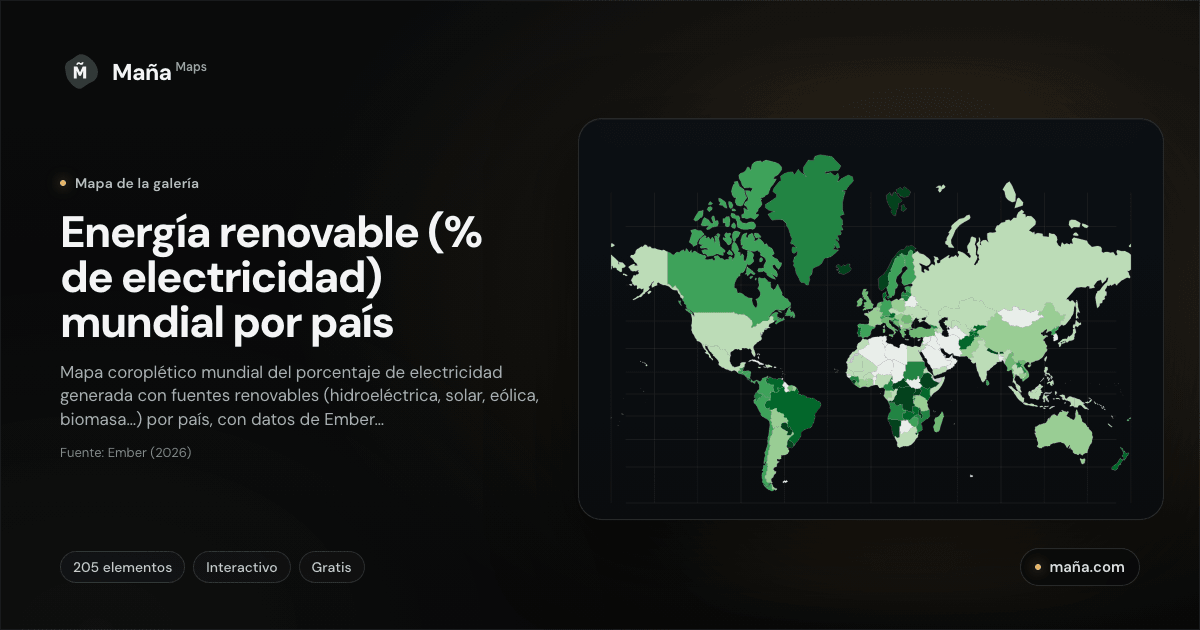 M̃
Maña Maps
Mapa de la galería
Energía renovable (%
de electricidad)
mundial por país
Mapa coroplético mundial del porcentaje de electricidad
generada con fuentes renovables (hidroeléctrica, solar, eólica,
biomasa...) por país, con datos de Ember...
Fuente: Ember (2026)
205 elementos
Interactivo
Gratis
maña.com